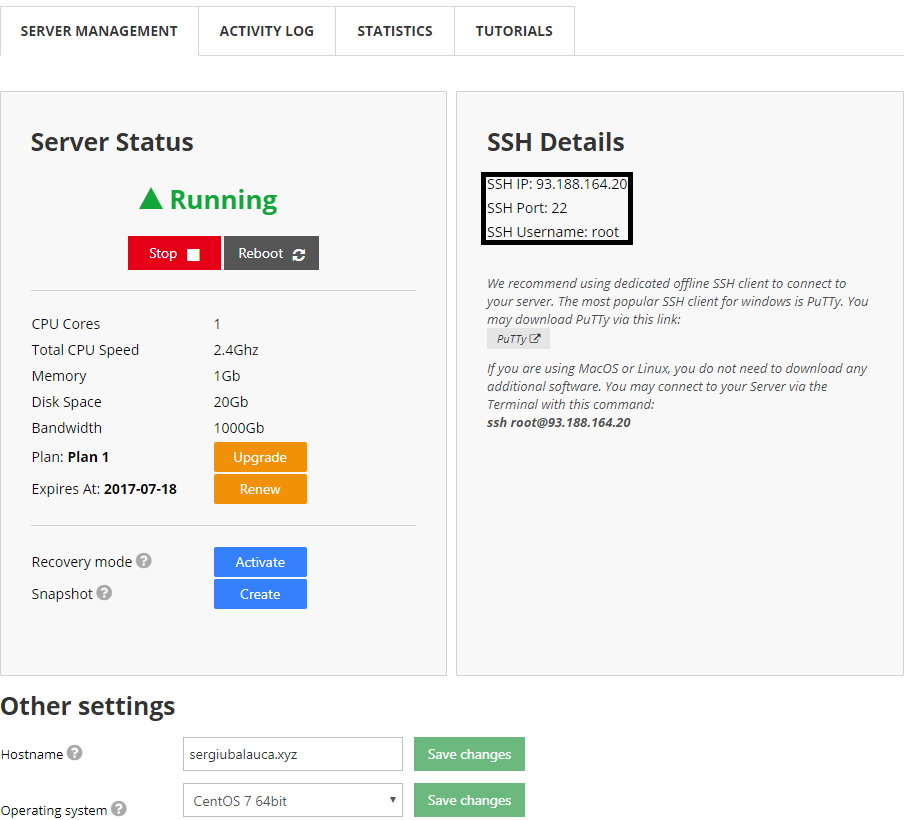 SERVER MANAGEMENT
ACTIVITY LOG
STATISTICS
TUTORIALS
Server Status
Running
Stop
Reboot
CPU Cores 1
Total CPU Speed 2.4Ghz
Memory 1Gb
Disk Space 20Gb
Bandwidth 1000Gb
Plan: Plan 1 Upgrade
Expires At: 2017-07-18 Renew
Recovery mode ? Activate
Snapshot ? Create
SSH Details
SSH IP: 93.188.164.20
SSH Port: 22
SSH Username: root
We recommend using dedicated offline SSH client to connect to
your server. The most popular SSH client for windows is PuTTy. You
may download PuTTy via this link:
PuTTy
If you are using MacOS or Linux, you do not need to download any
additional software. You may connect to your Server via the
Terminal with this command:
ssh root@93.188.164.20
Other settings
Hostname ? sergiubalauca.xyz Save changes
Operating system ? CentOS 7 64bit Save changes